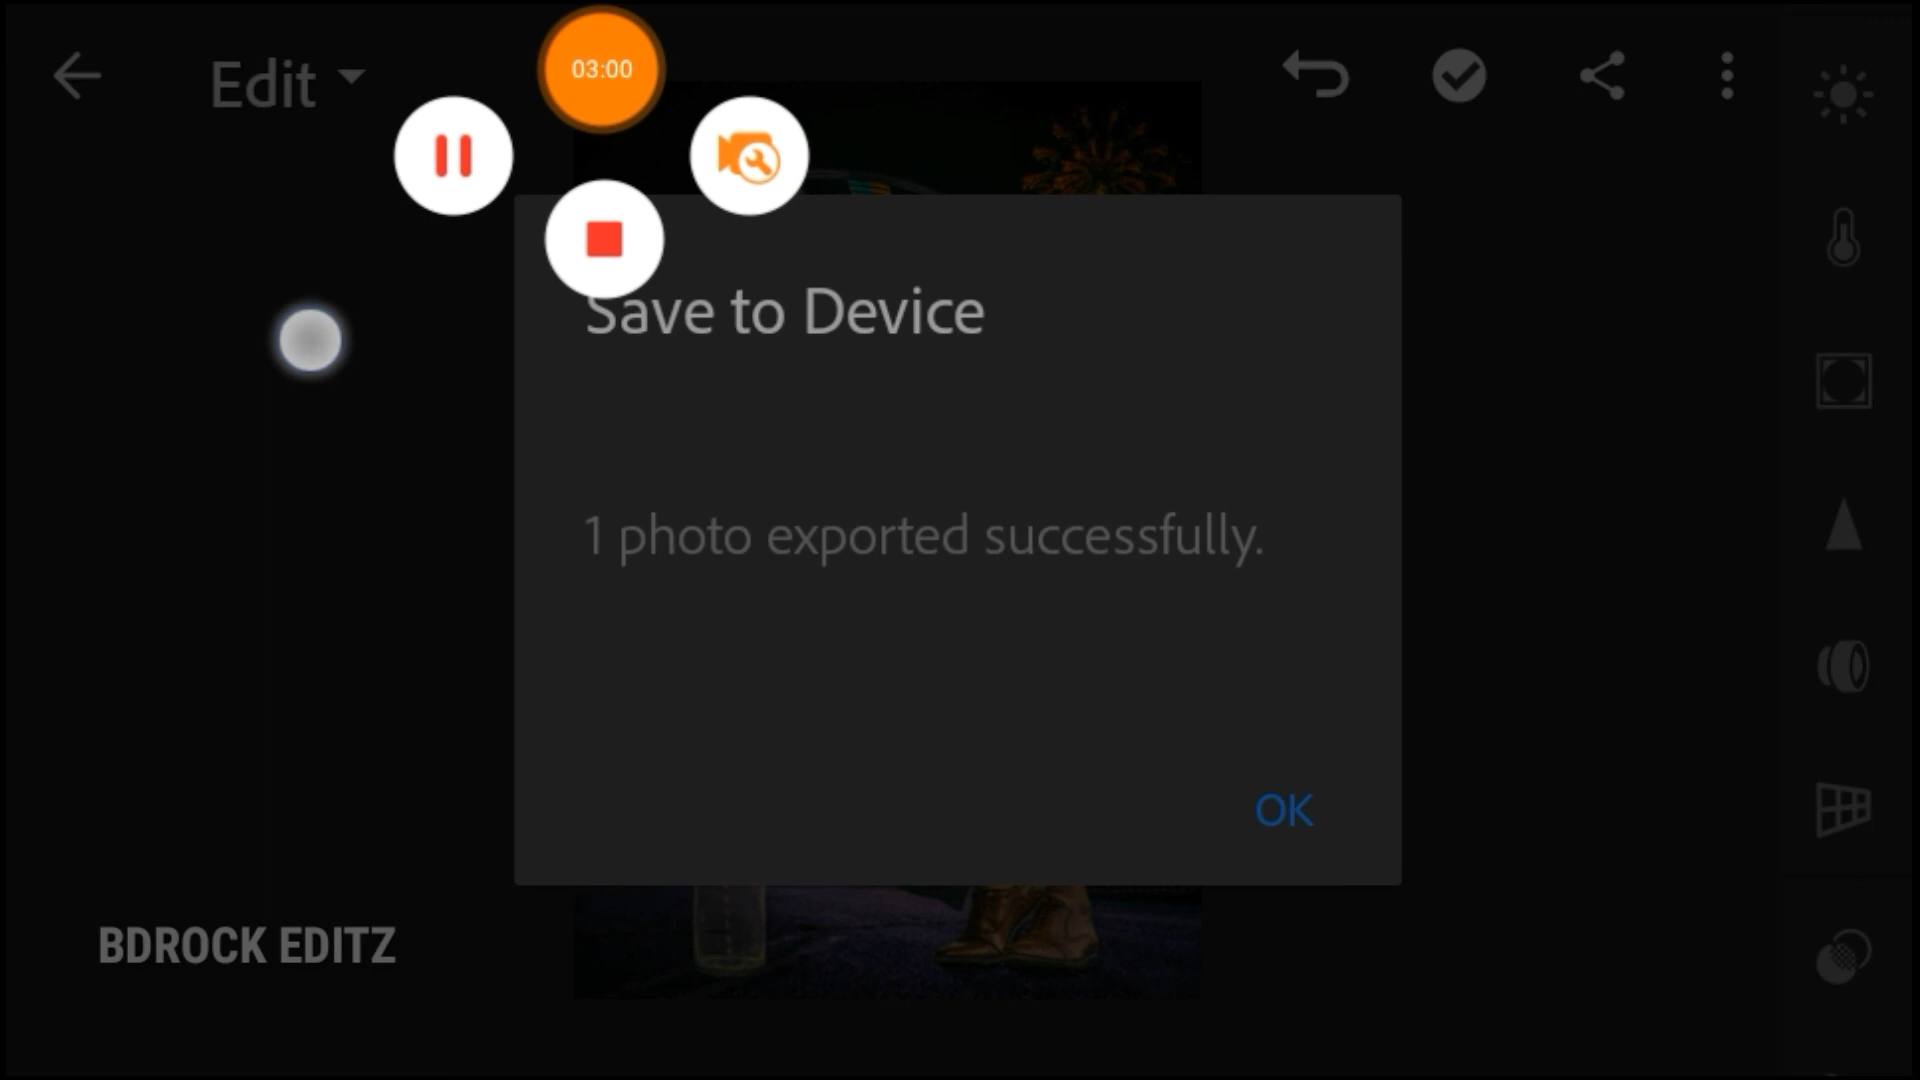 Edit
03:00
Save to Device
1 photo exported successfully.
OK
BDROCK EDITZ